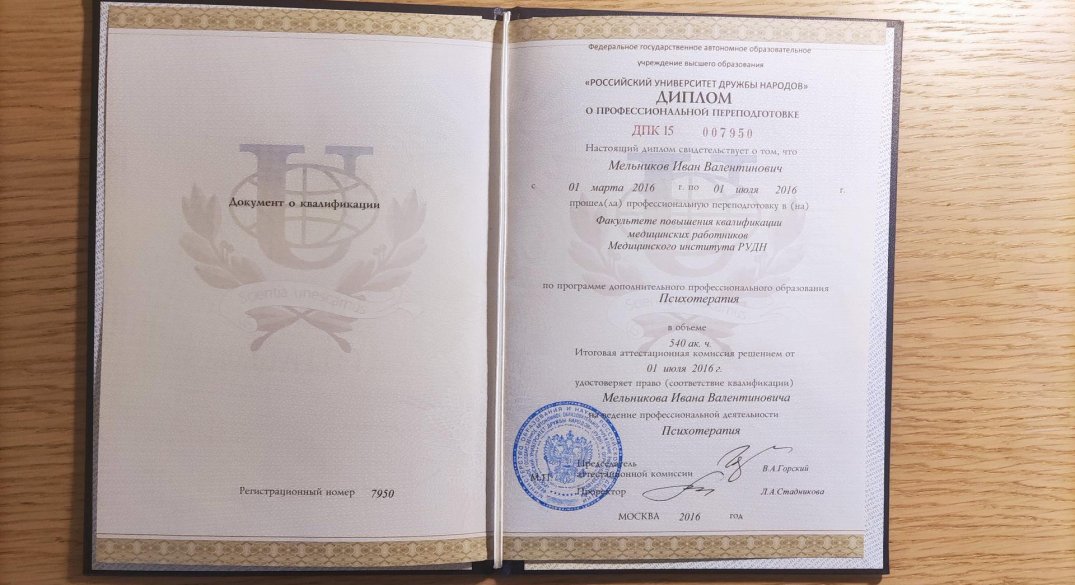 Документ о квалификации
Scientia unescamus
Регистрационный номер 7950
Федеральное государственное автономное образовательное
учреждение высшего образования
«РОССИЙСКИЙ УНИВЕРСИТЕТ ДРУЖБЫ НАРОДОВ»
ДИПЛОМ
О ПРОФЕССИОНАЛЬНОЙ ПЕРЕПОДГОТОВКЕ
ДПК 15 007950
Настоящий диплом свидетельствует о том, что
Мельников Иван Валентинович
с 01 марта 2016 г. по 01 июля 2016 г.
прошел(ла) профессиональную переподготовку в (на)
Факультете повышения квалификации
медицинских работников
Медицинского института РУДН
по программе дополнительного профессионального образования
Психотерапия
в объеме
540 ак. ч.
Итоговая аттестационная комиссия решением от
01 июля 2016 г.
удостоверяет право (соответствие квалификации)
Мельникова Ивана Валентиновича
на ведение профессиональной деятельности
Психотерапия
Председатель
аттестационной комиссии В.А.Горский
М.П.
Проректор Л.А.Стадникова
МОСКВА 2016 год